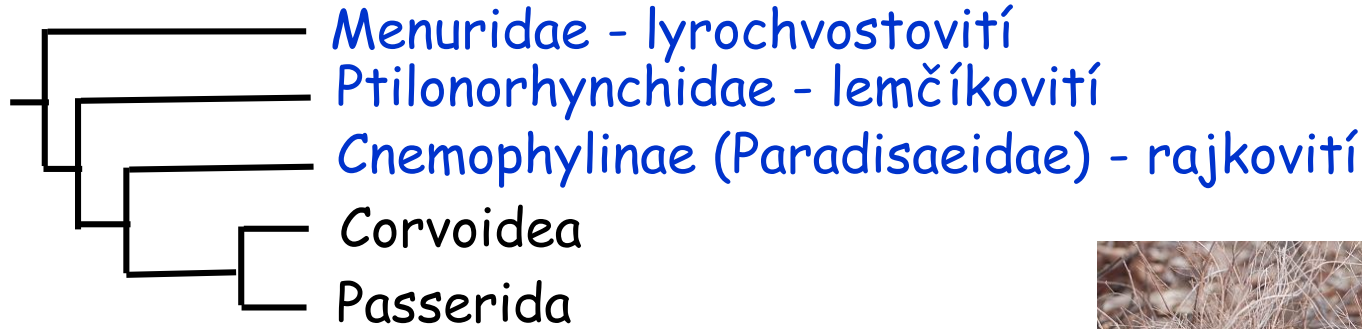 Menuridae - lyrochvostovití
Ptilonorhynchidae - lemčíkovití
Cnemophylinae (Paradisaeidae) - rajkovití
Corvoidea
Passerida